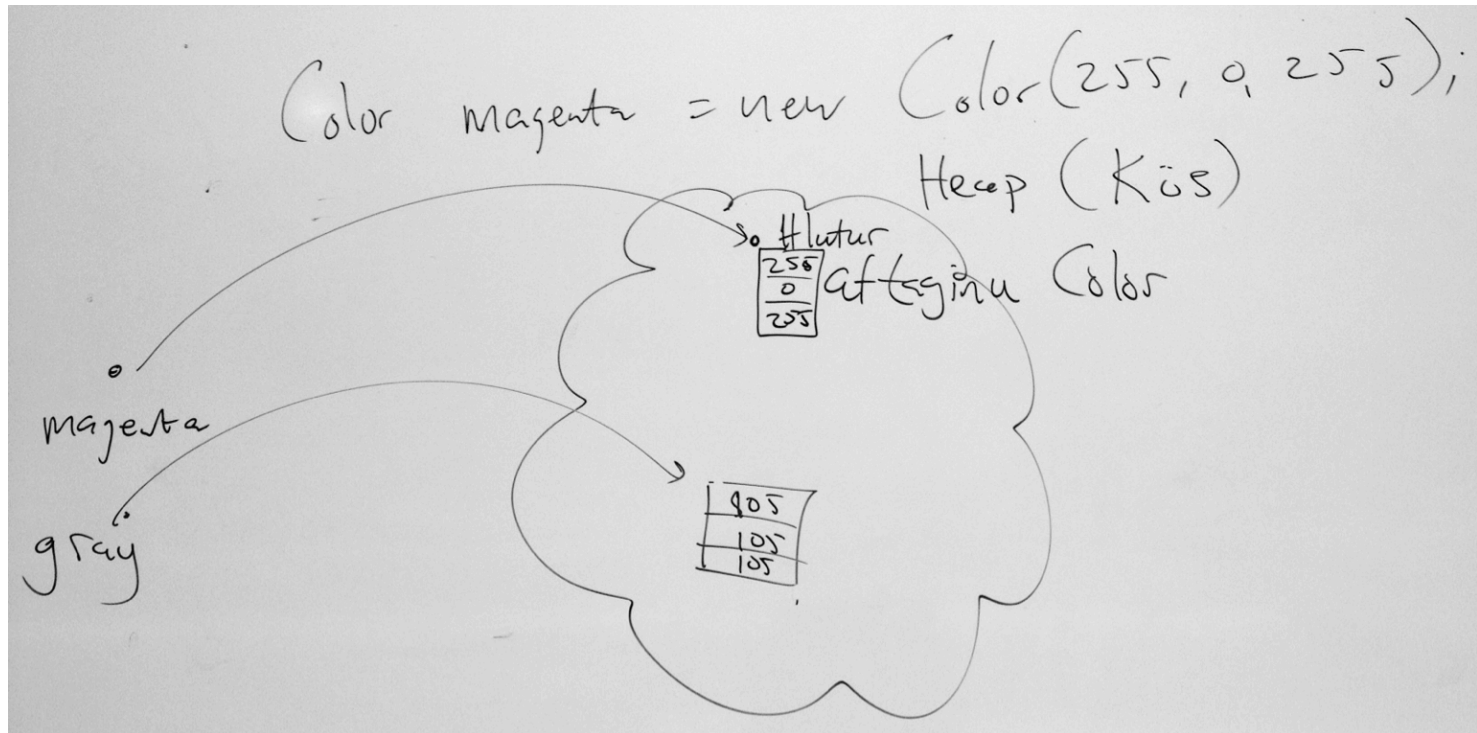 Color magenta = new Color(255, 0, 255);
Heap (Kös)
Hlutur
255
0
255
af taginu Color
magenta
gray
105
105
105